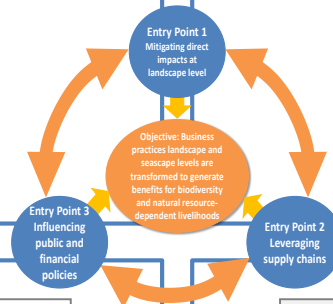 Entry Point 1
Mitigating direct
impacts at
landscape level
Objective: Business
practices landscape and
seascape levels are
transformed to generate
benefits for biodiversity
and natural resource-
dependent livelihoods
Entry Point 3
Influencing
public and
financial
policies
Entry Point 2
Leveraging
supply chains